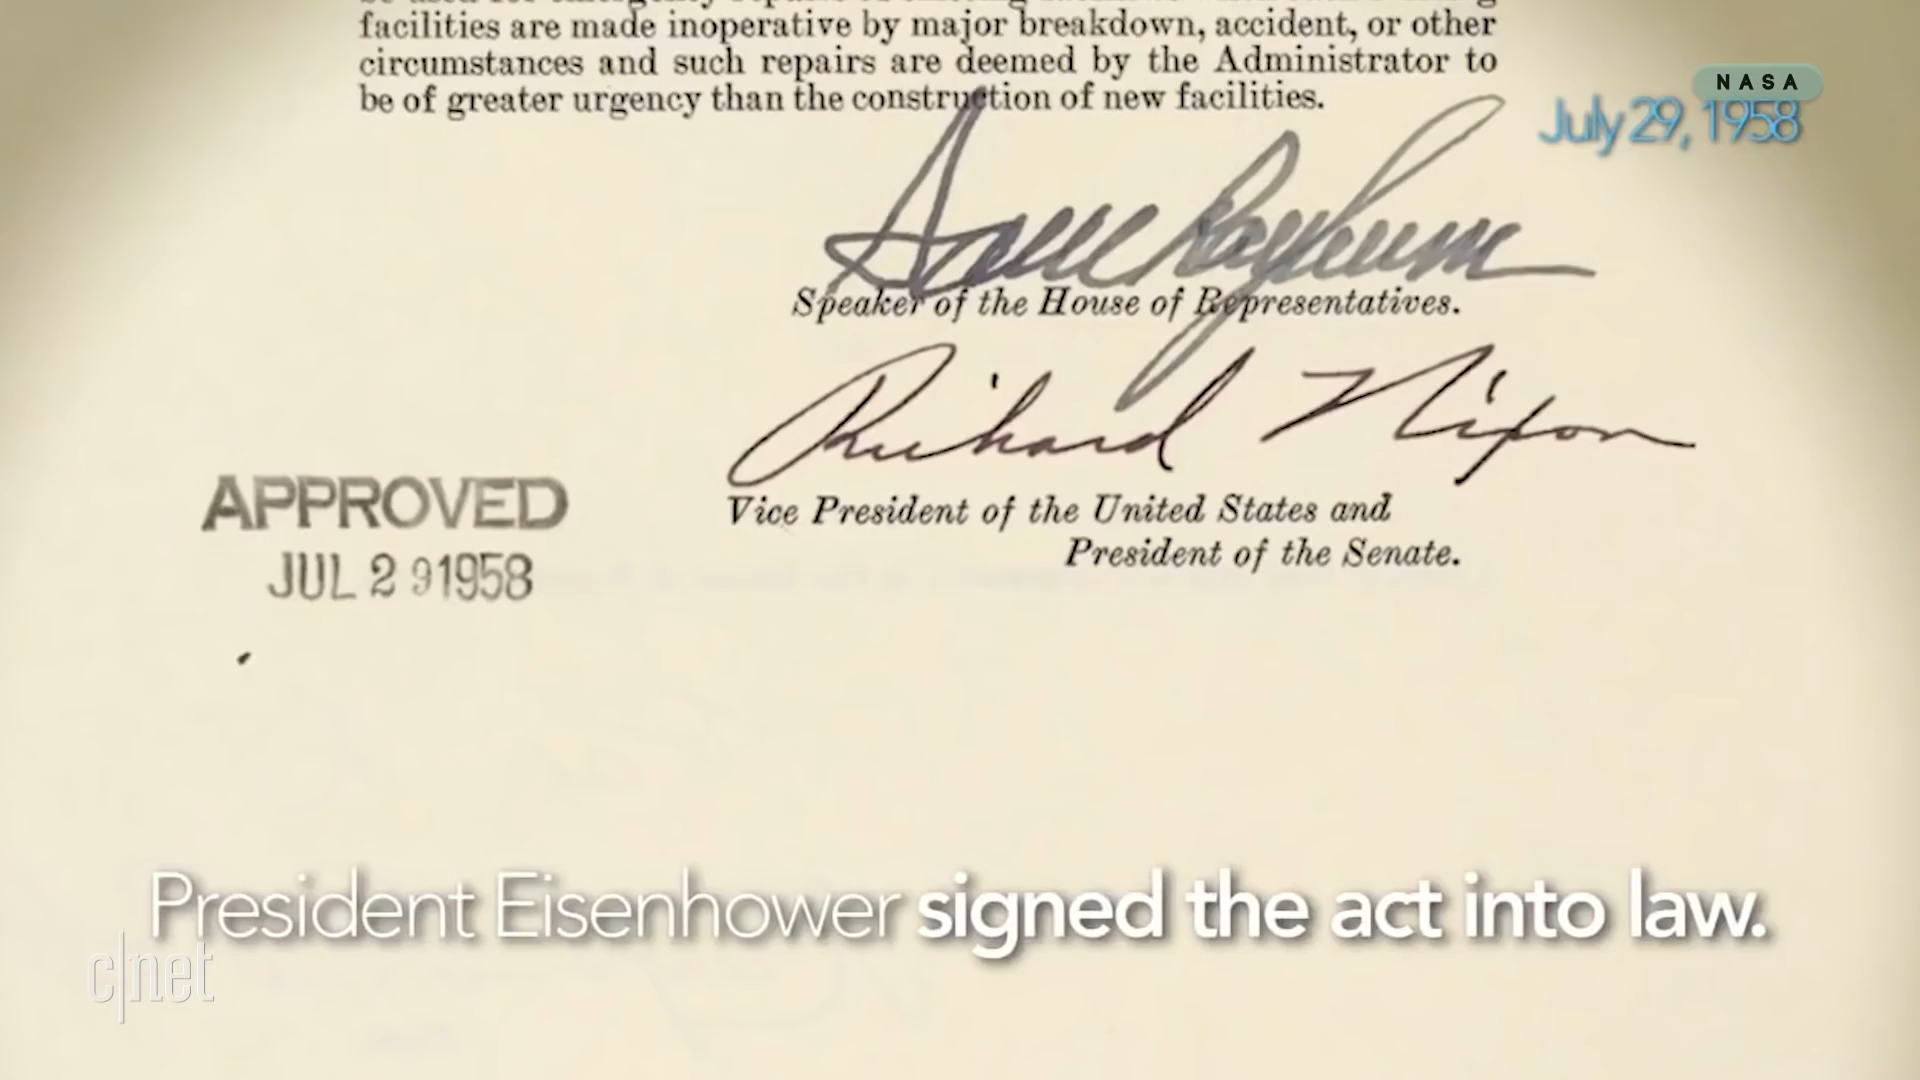 facilities are made inoperative by major breakdown, accident, or other
circumstances and such repairs are deemed by the Administrator to
be of greater urgency than the construction of new facilities.
NASA
July 29, 1958
Sam Rayburn
Speaker of the House of Representatives.
Richard Nixon
Vice President of the United States and
President of the Senate.
APPROVED
JUL 29 1958
President Eisenhower signed the act into law.
c|net